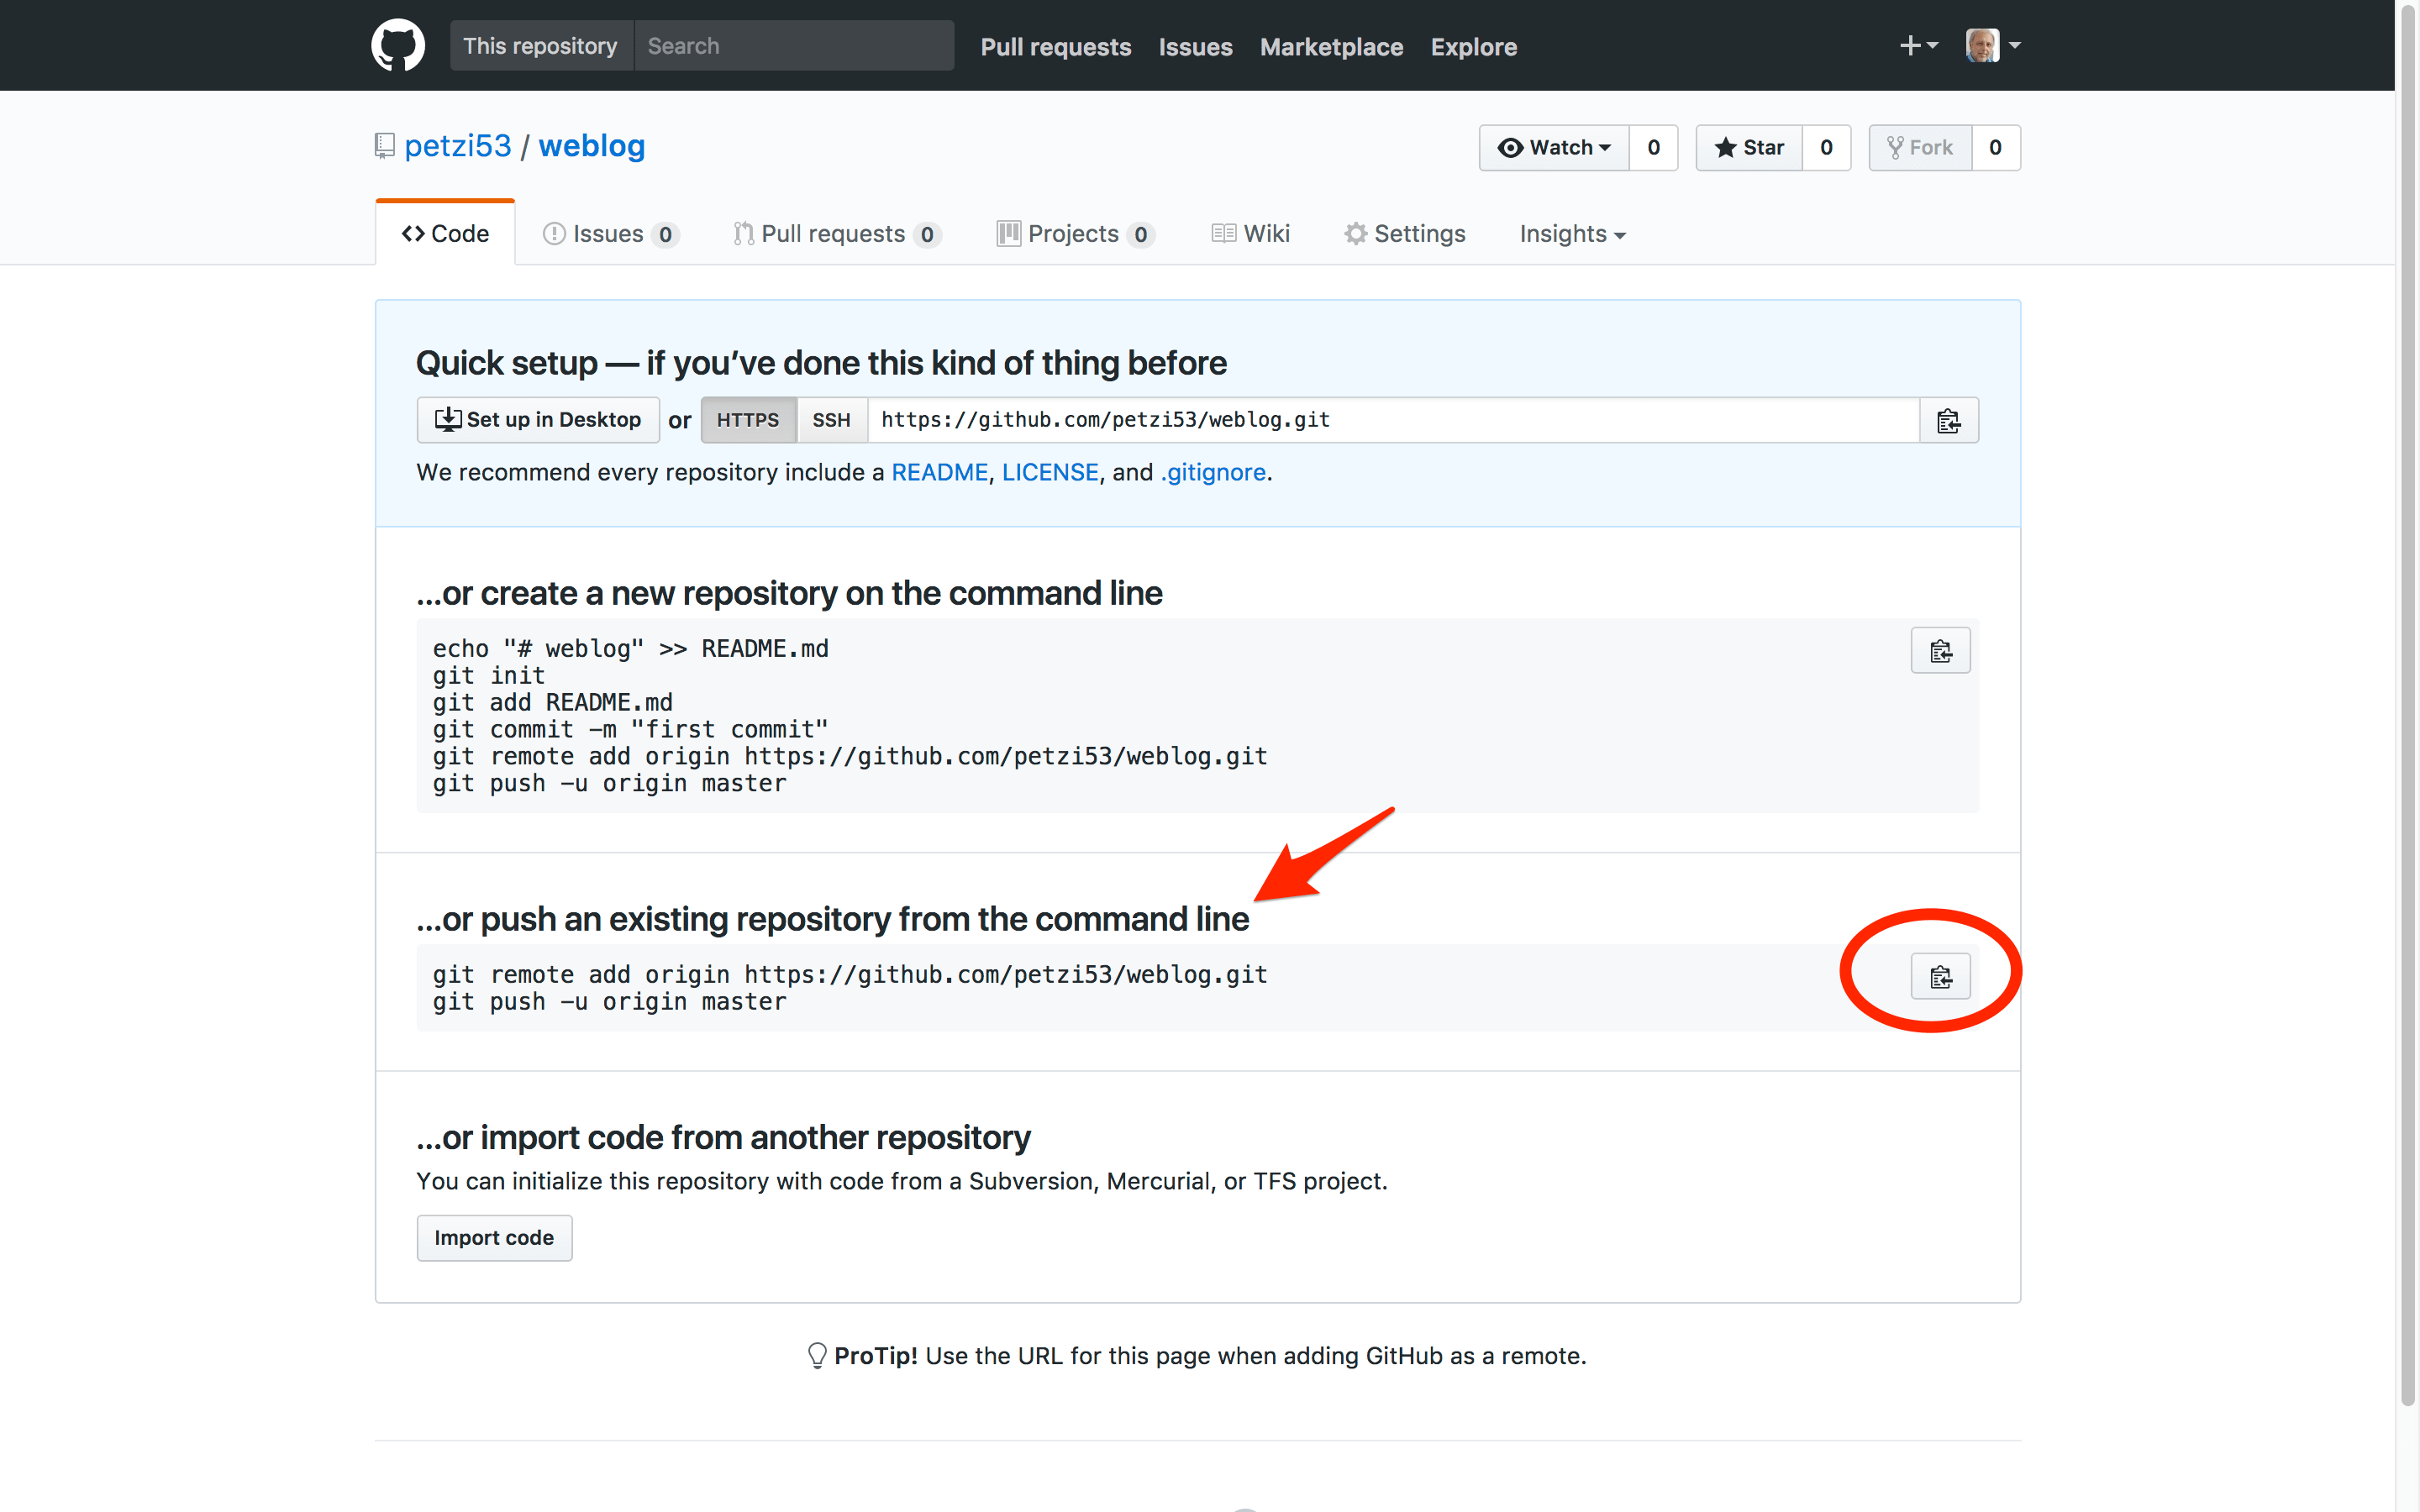 This repository Search Pull requests Issues Marketplace Explore
petzi53 / weblog Watch 0 Star 0 Fork 0
Code Issues 0 Pull requests 0 Projects 0 Wiki Settings Insights
Quick setup — if you’ve done this kind of thing before
Set up in Desktop or HTTPS SSH https://github.com/petzi53/weblog.git
We recommend every repository include a README, LICENSE, and .gitignore.
…or create a new repository on the command line
echo "# weblog" >> README.md
git init
git add README.md
git commit -m "first commit"
git remote add origin https://github.com/petzi53/weblog.git
git push -u origin master
…or push an existing repository from the command line
git remote add origin https://github.com/petzi53/weblog.git
git push -u origin master
…or import code from another repository
You can initialize this repository with code from a Subversion, Mercurial, or TFS project.
Import code
ProTip! Use the URL for this page when adding GitHub as a remote.